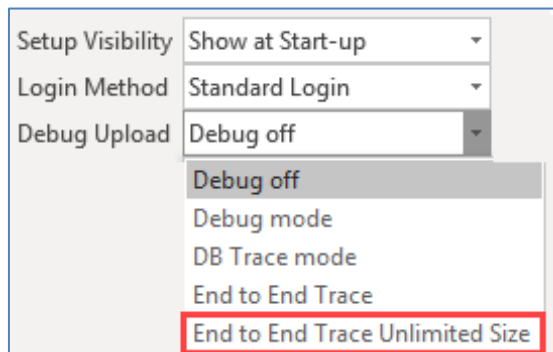 Setup Visibility Show at Start-up
Login Method Standard Login
Debug Upload Debug off
Debug off
Debug mode
DB Trace mode
End to End Trace
End to End Trace Unlimited Size